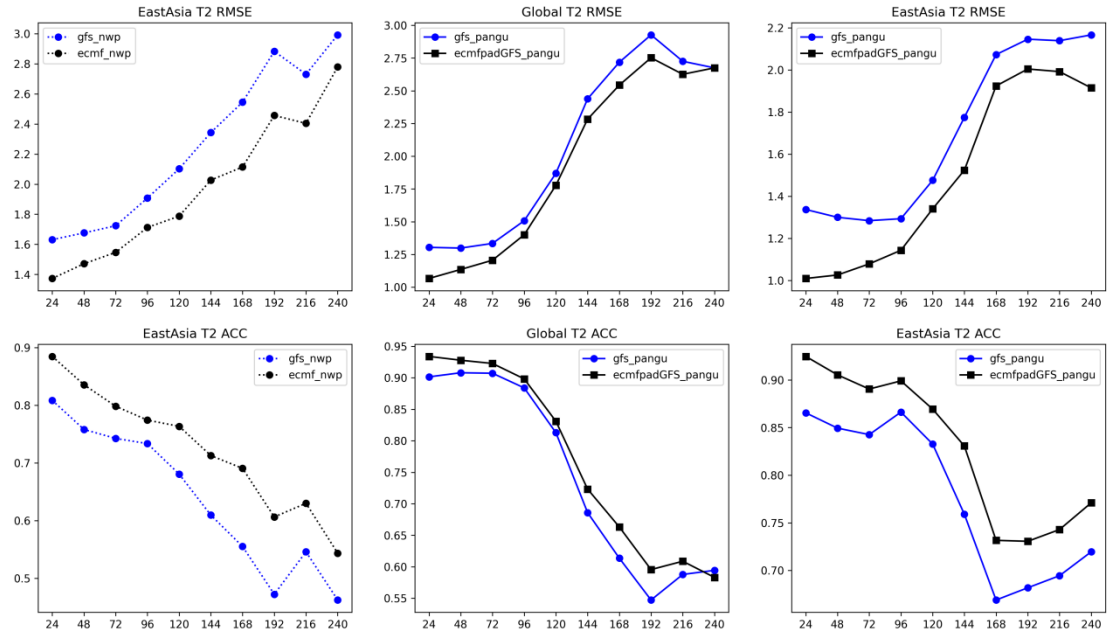 EastAsia T2 RMSE
gfs_nwp
ecmf_nwp
3.0
2.8
2.6
2.4
2.2
2.0
1.8
1.6
1.4
24 48 72 96 120 144 168 192 216 240
Global T2 RMSE
gfs_pangu
ecmfpadGFS_pangu
3.00
2.75
2.50
2.25
2.00
1.75
1.50
1.25
1.00
24 48 72 96 120 144 168 192 216 240
EastAsia T2 RMSE
gfs_pangu
ecmfpadGFS_pangu
2.2
2.0
1.8
1.6
1.4
1.2
1.0
24 48 72 96 120 144 168 192 216 240
EastAsia T2 ACC
gfs_nwp
ecmf_nwp
0.9
0.8
0.7
0.6
0.5
24 48 72 96 120 144 168 192 216 240
Global T2 ACC
gfs_pangu
ecmfpadGFS_pangu
0.95
0.90
0.85
0.80
0.75
0.70
0.65
0.60
0.55
24 48 72 96 120 144 168 192 216 240
EastAsia T2 ACC
gfs_pangu
ecmfpadGFS_pangu
0.90
0.85
0.80
0.75
0.70
24 48 72 96 120 144 168 192 216 240